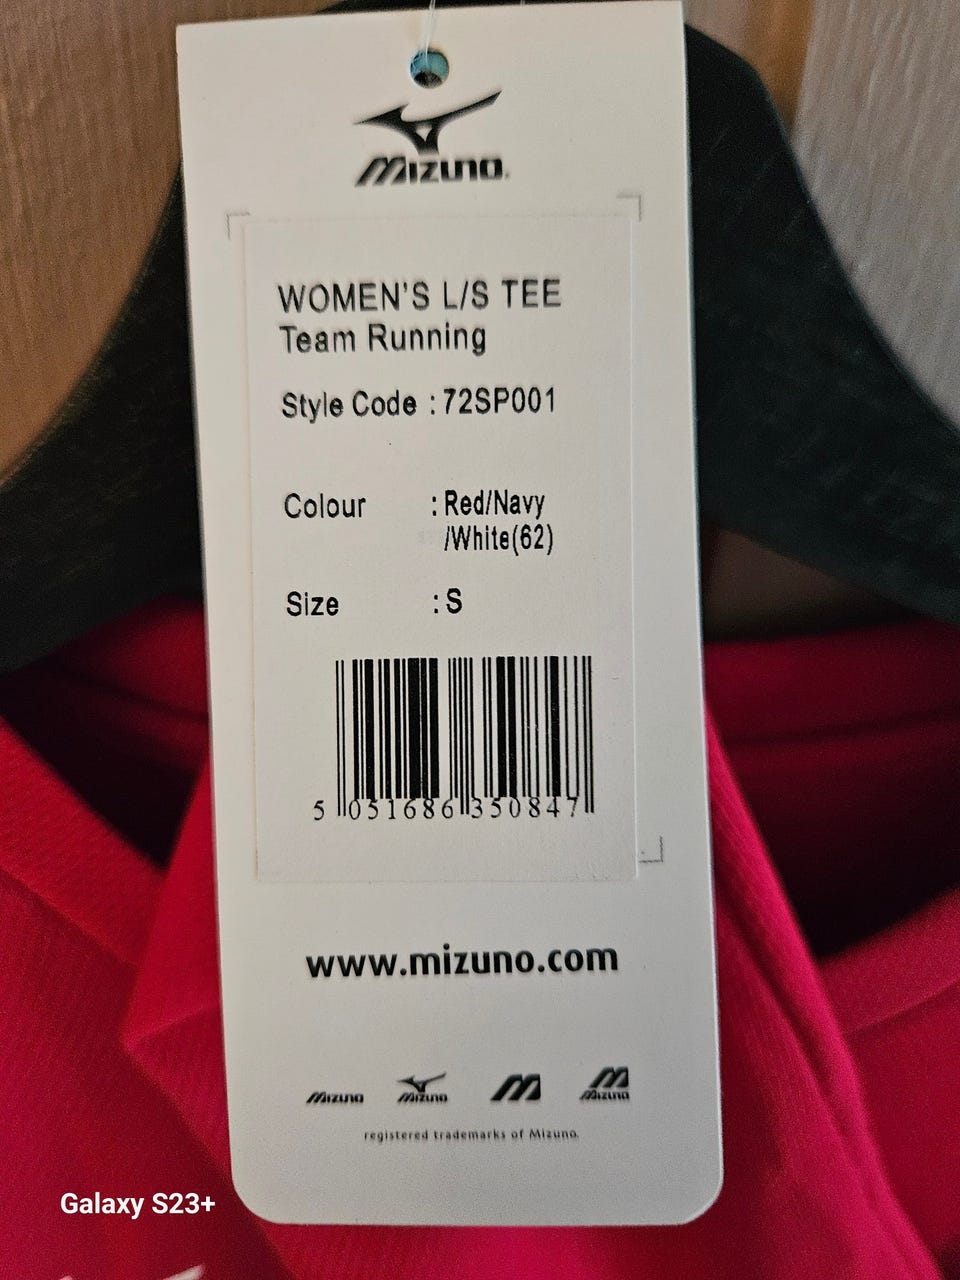 Mizuno
WOMEN'S L/S TEE
Team Running
Style Code : 72SP001
Colour : Red/Navy
/White(62)
Size : S
5 051686 350847
www.mizuno.com
Mizuno Mizuno Mizuno
registered trademarks of Mizuno.
Galaxy S23+